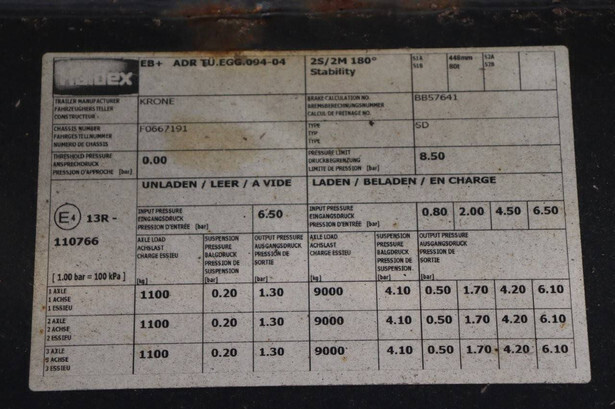 Haldex
EB+ ADR TÜ.EGG.094-04
2S/2M 180°
Stability
S1A 446mm S2A
S1B 80t S2B
TRAILER MANUFACTURER
FAHRZEUGHERSTELLER
CONSTRUCTEUR
KRONE
BRAKE CALCULATION NO.
BREMSBERECHNUNGSNUMMER
CALCUL DE FREINAGE NO.
BB57641
CHASSIS NUMBER
FAHRGESTELLNUMMER
NUMERO DE CHASSIS
F0667191
TYPE
TYP
TYPE
SD
THRESHOLD PRESSURE
ANSPRECHDRUCK
PRESSION D'APPROCHE [bar]
0.00
PRESSURE LIMIT
DRUCKBEGRENZUNG
LIMITE DE PRESSION [bar]
8.50
UNLADEN / LEER / A VIDE
LADEN / BELADEN / EN CHARGE
E4 13R -
110766
INPUT PRESSURE
EINGANGSDRUCK
PRESSION D'ENTRÉE [bar]
6.50
INPUT PRESSURE
EINGANGSDRUCK
PRESSION D'ENTRÉE [bar]
0.80 2.00 4.50 6.50
[ 1.00 bar = 100 kPa ]
AXLE LOAD
ACHSLAST
CHARGE ESSIEU
[kg]
SUSPENSION
PRESSURE
BALGDRUCK
PRESSION DE
SUSPENSION
[bar]
OUTPUT PRESSURE
AUSGANGSDRUCK
PRESSION DE
SORTIE
[bar]
AXLE LOAD
ACHSLAST
CHARGE ESSIEU
[kg]
SUSPENSION
PRESSURE
BALGDRUCK
PRESSION DE
SUSPENSION
[bar]
OUTPUT PRESSURE
AUSGANGSDRUCK
PRESSION DE SORTIE
[bar]
1 AXLE
1 ACHSE
1 ESSIEU
1100 0.20 1.30 9000 4.10 0.50 1.70 4.20 6.10
2 AXLE
2 ACHSE
2 ESSIEU
1100 0.20 1.30 9000 4.10 0.50 1.70 4.20 6.10
3 AXLE
3 ACHSE
3 ESSIEU
1100 0.20 1.30 9000 4.10 0.50 1.70 4.20 6.10